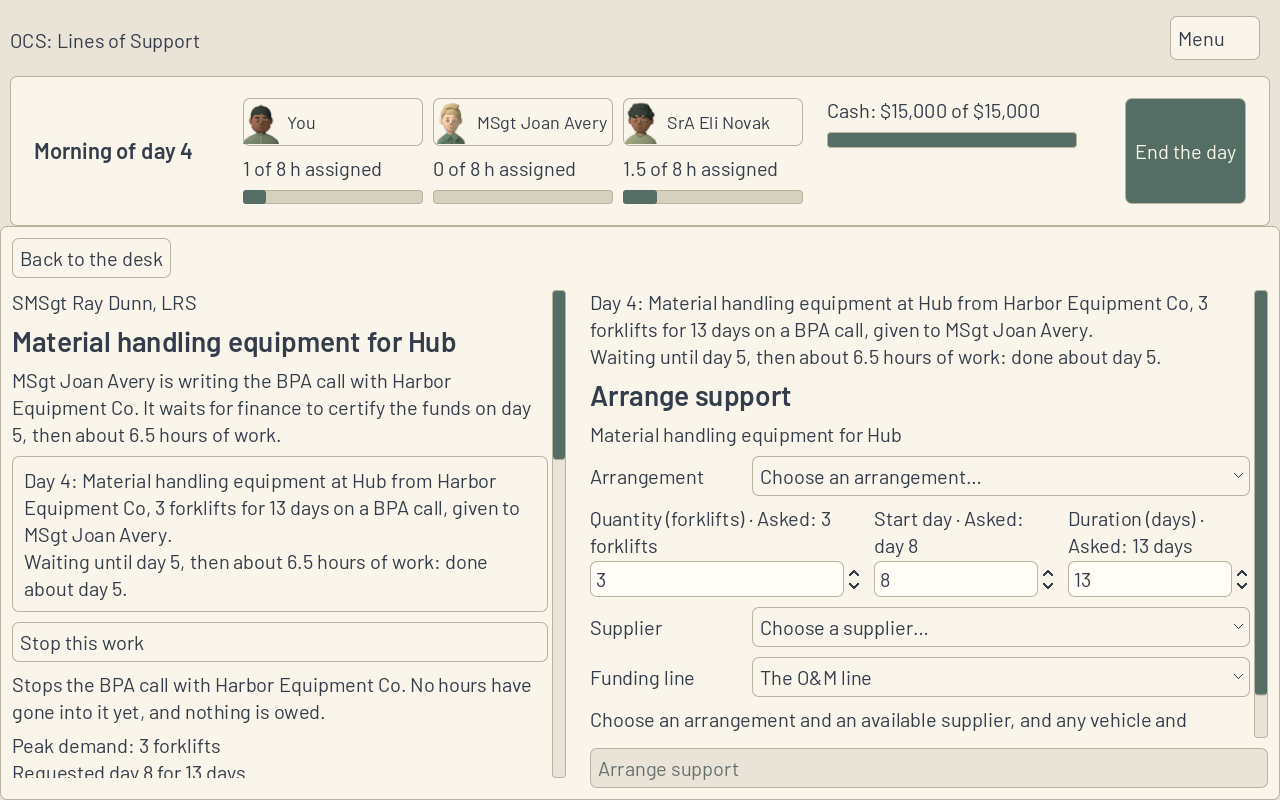 OCS: Lines of Support
Menu
Morning of day 4
You
1 of 8 h assigned
MSgt Joan Avery
0 of 8 h assigned
SrA Eli Novak
1.5 of 8 h assigned
Cash: $15,000 of $15,000
End the day
Back to the desk
SMSgt Ray Dunn, LRS
Material handling equipment for Hub
MSgt Joan Avery is writing the BPA call with Harbor
Equipment Co. It waits for finance to certify the funds on day
5, then about 6.5 hours of work.
Day 4: Material handling equipment at Hub from Harbor
Equipment Co, 3 forklifts for 13 days on a BPA call, given to
MSgt Joan Avery.
Waiting until day 5, then about 6.5 hours of work: done
about day 5.
Stop this work
Stops the BPA call with Harbor Equipment Co. No hours have
gone into it yet, and nothing is owed.
Peak demand: 3 forklifts
Requested day 8 for 13 days
Day 4: Material handling equipment at Hub from Harbor Equipment Co, 3
forklifts for 13 days on a BPA call, given to MSgt Joan Avery.
Waiting until day 5, then about 6.5 hours of work: done about day 5.
Arrange support
Material handling equipment for Hub
Arrangement
Choose an arrangement...
Quantity (forklifts) · Asked: 3
forklifts
3
Start day · Asked:
day 8
8
Duration (days) ·
Asked: 13 days
13
Supplier
Choose a supplier...
Funding line
The O&M line
Choose an arrangement and an available supplier, and any vehicle and
Arrange support